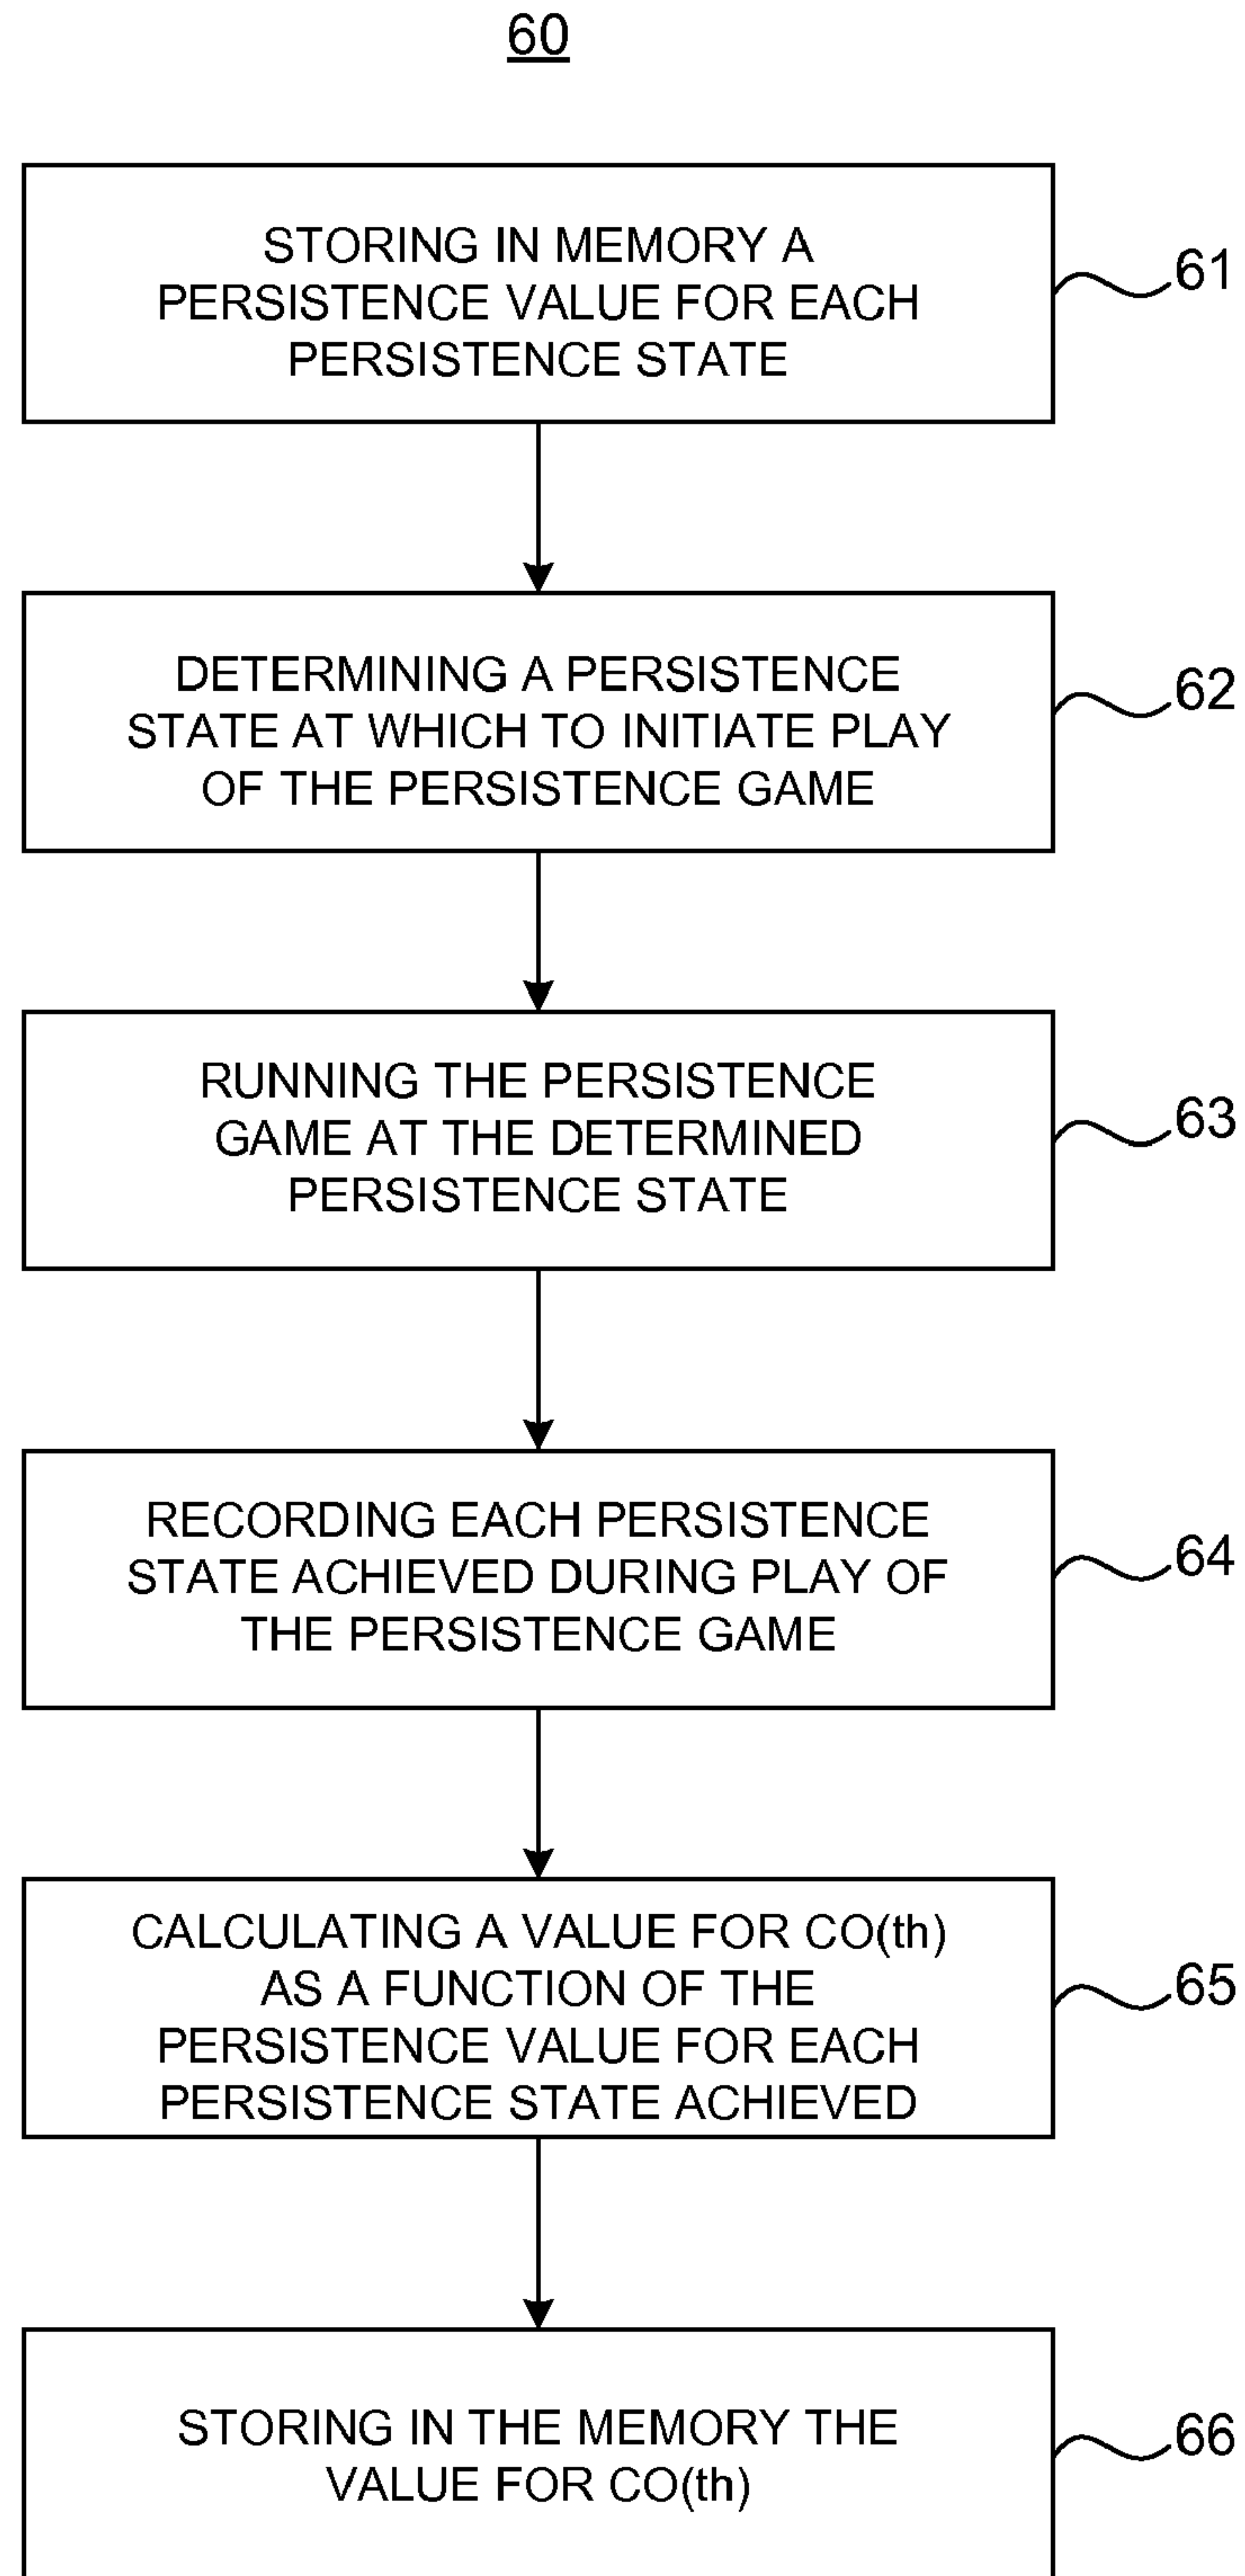 60
STORING IN MEMORY A
PERSISTENCE VALUE FOR EACH
PERSISTENCE STATE
61
DETERMINING A PERSISTENCE
STATE AT WHICH TO INITIATE PLAY
OF THE PERSISTENCE GAME
62
RUNNING THE PERSISTENCE
GAME AT THE DETERMINED
PERSISTENCE STATE
63
RECORDING EACH PERSISTENCE
STATE ACHIEVED DURING PLAY OF
THE PERSISTENCE GAME
64
CALCULATING A VALUE FOR CO(th)
AS A FUNCTION OF THE
PERSISTENCE VALUE FOR EACH
PERSISTENCE STATE ACHIEVED
65
STORING IN THE MEMORY THE
VALUE FOR CO(th)
66